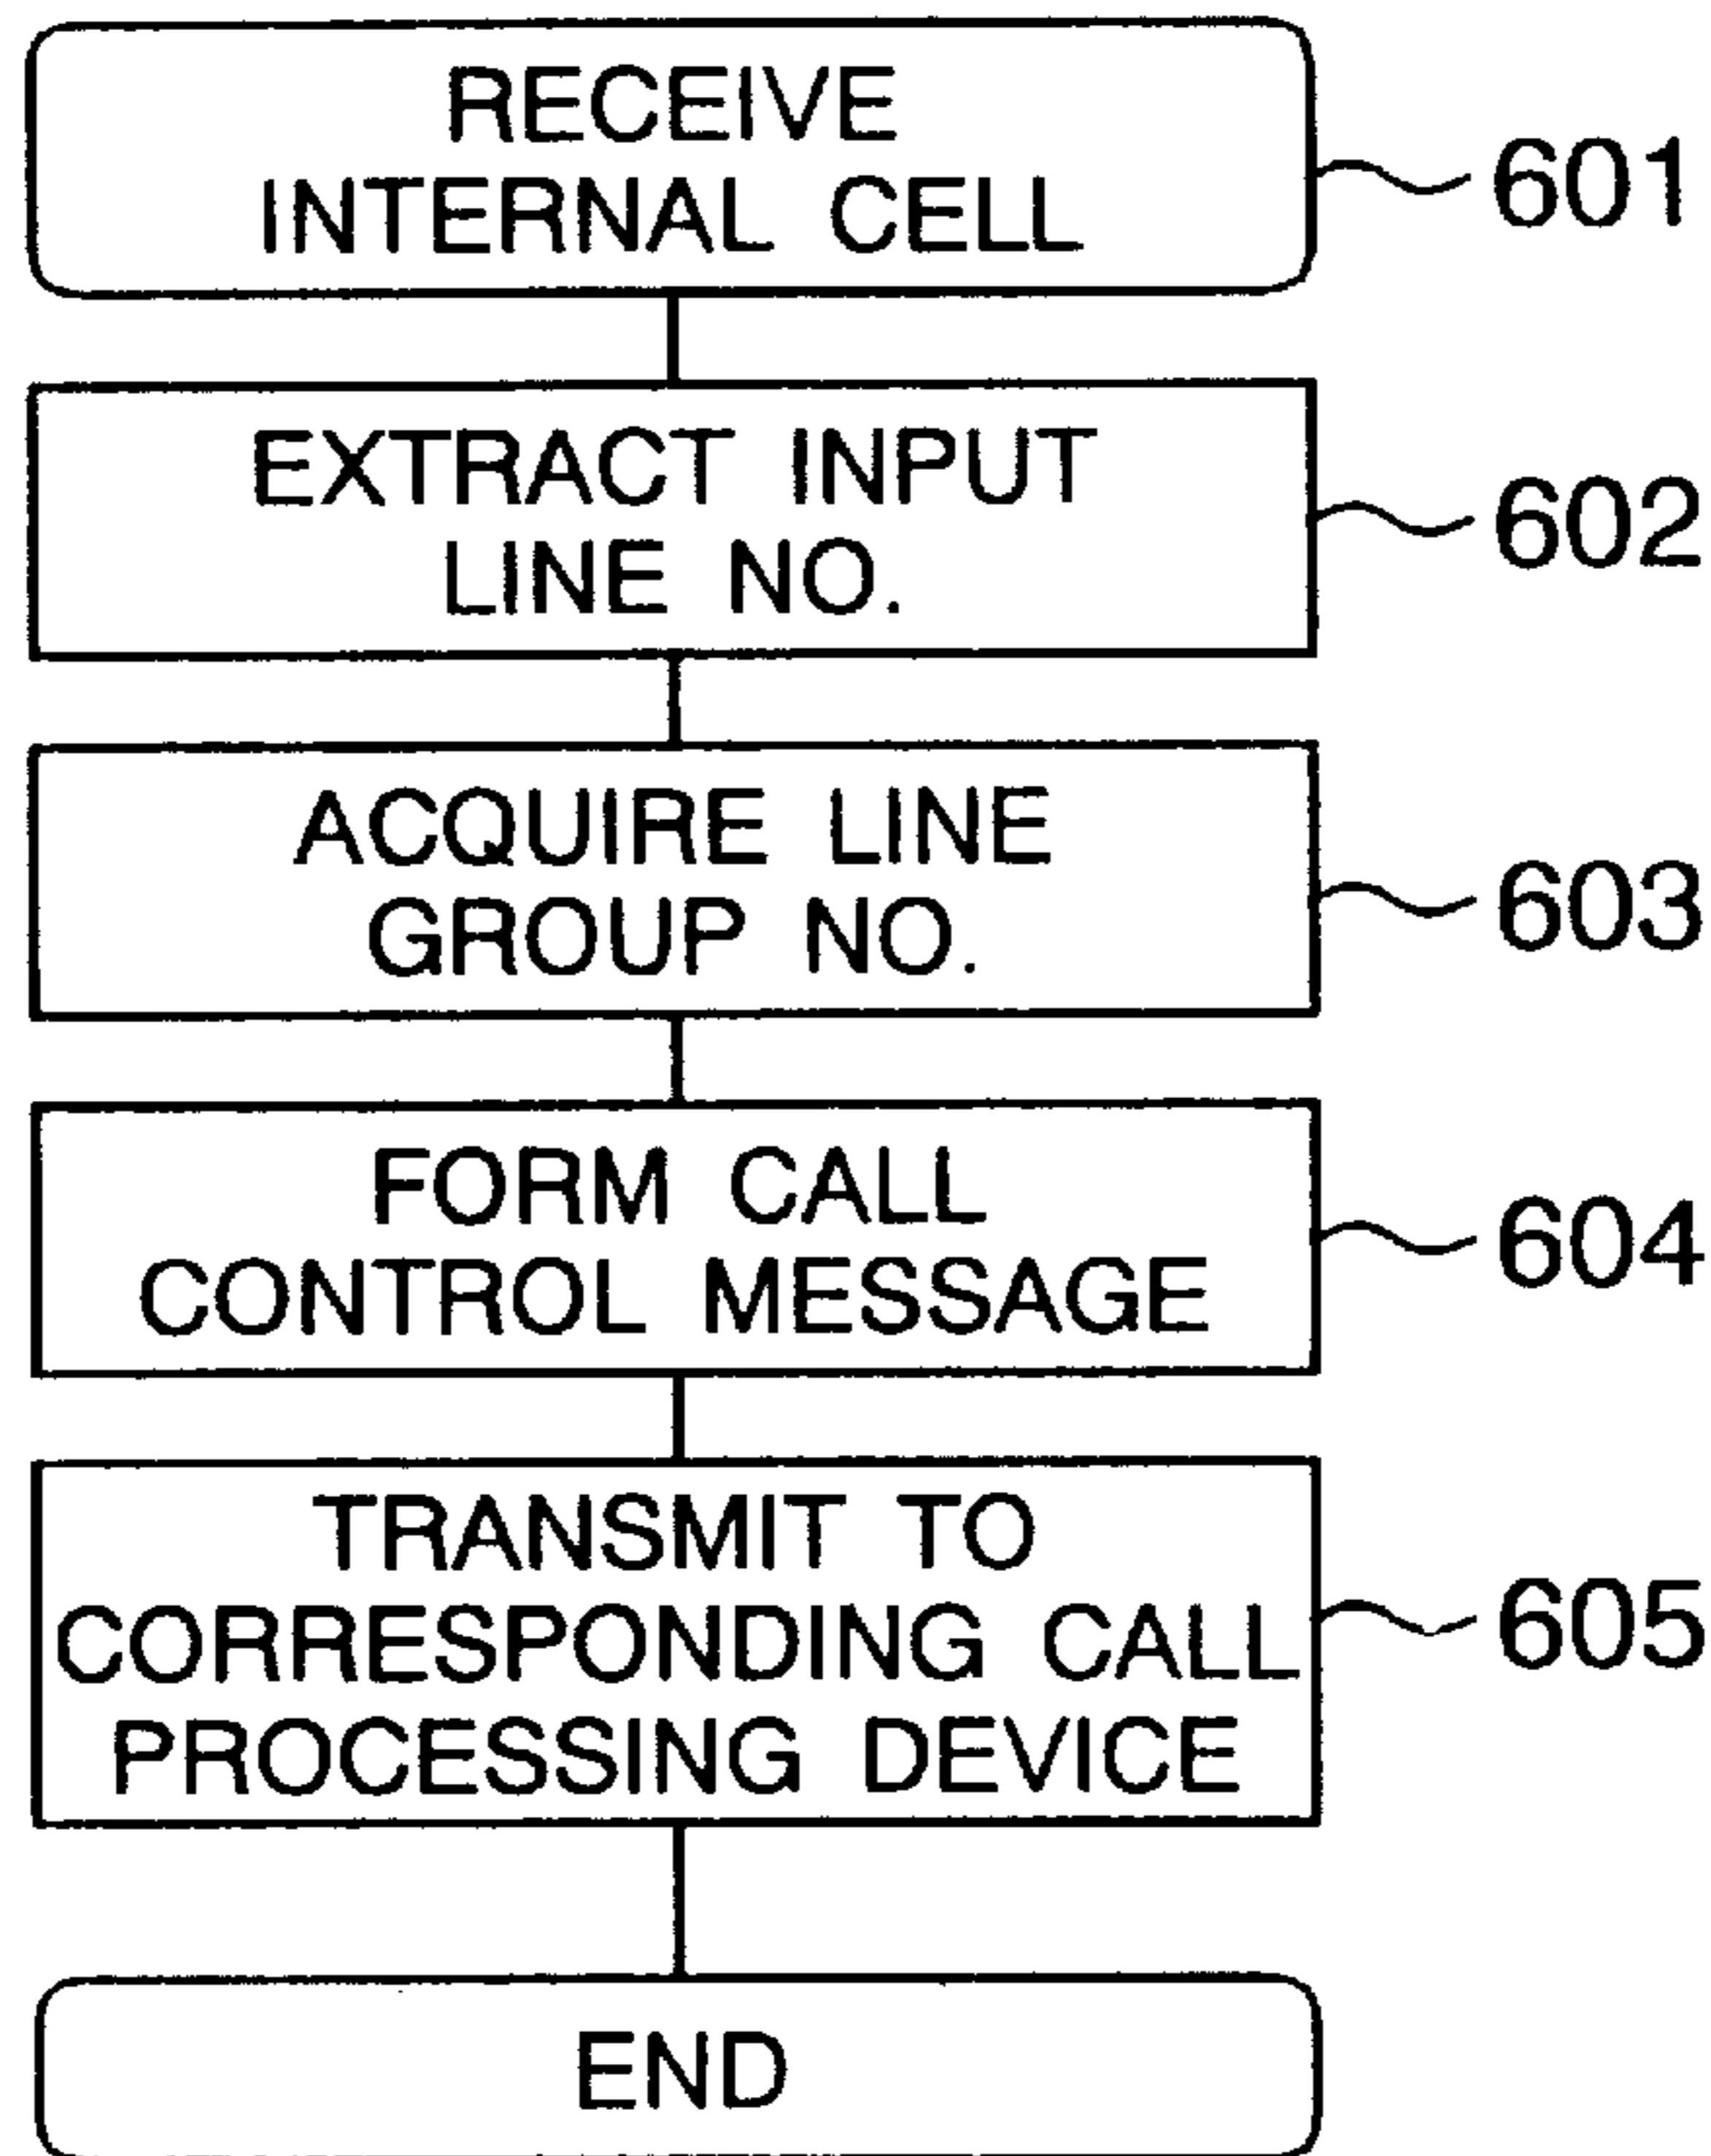 RECEIVE
INTERNAL CELL
601
EXTRACT INPUT
LINE NO.
602
ACQUIRE LINE
GROUP NO.
603
FORM CALL
CONTROL MESSAGE
604
TRANSMIT TO
CORRESPONDING CALL
PROCESSING DEVICE
605
END